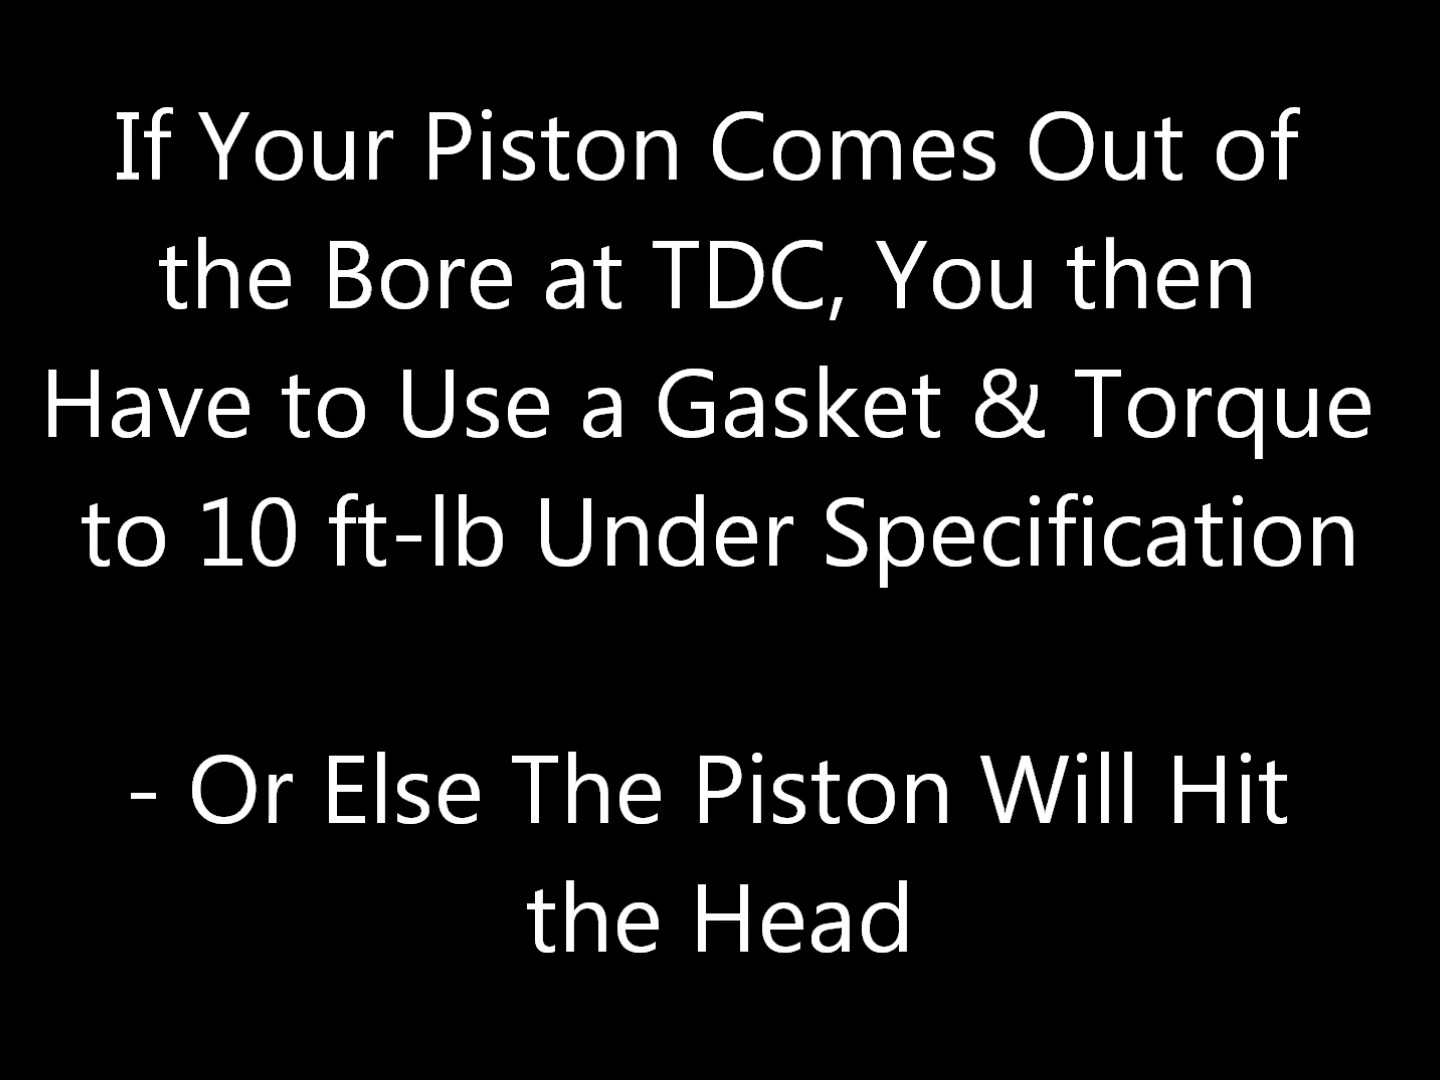 If Your Piston Comes Out of
the Bore at TDC, You then
Have to Use a Gasket & Torque
to 10 ft-lb Under Specification
- Or Else The Piston Will Hit
the Head